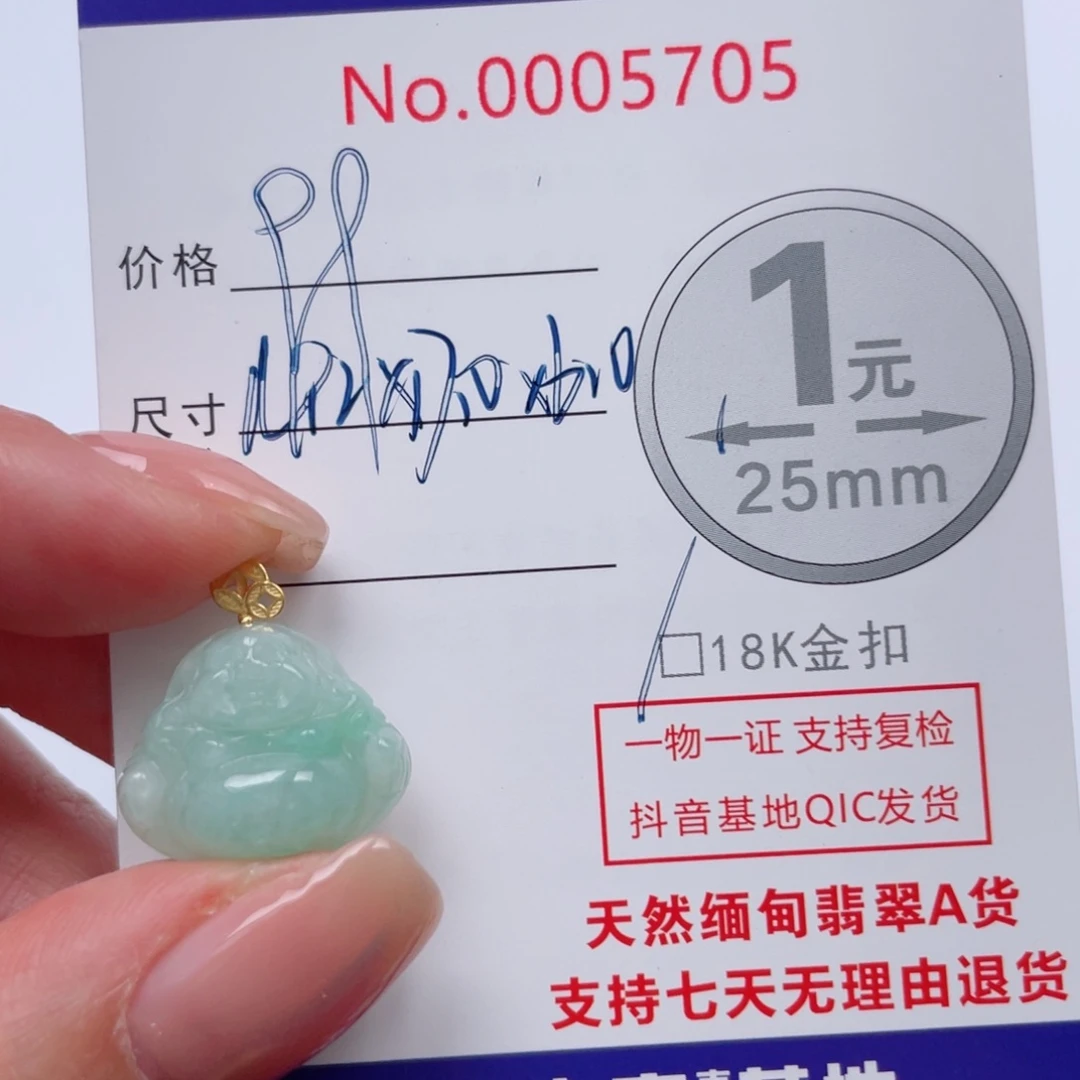 No.0005705
价格
尺寸
1元
25mm
18K金扣
一物一证 支持复检
抖音基地QIC发货
天然缅甸翡翠A货
支持七天无理由退货